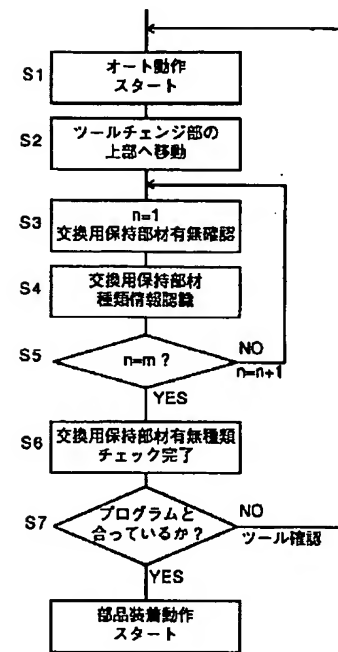 S1
オート動作
スタート
S2
ツールチェンジ部の
上部へ移動
S3
n=1
交換用保持部材有無確認
S4
交換用保持部材
種類情報認識
S5
n=m ?
NO
n=n+1
YES
S6
交換用保持部材有無種類
チェック完了
S7
プログラムと
合っているか?
NO
ツール確認
YES
部品装着動作
スタート